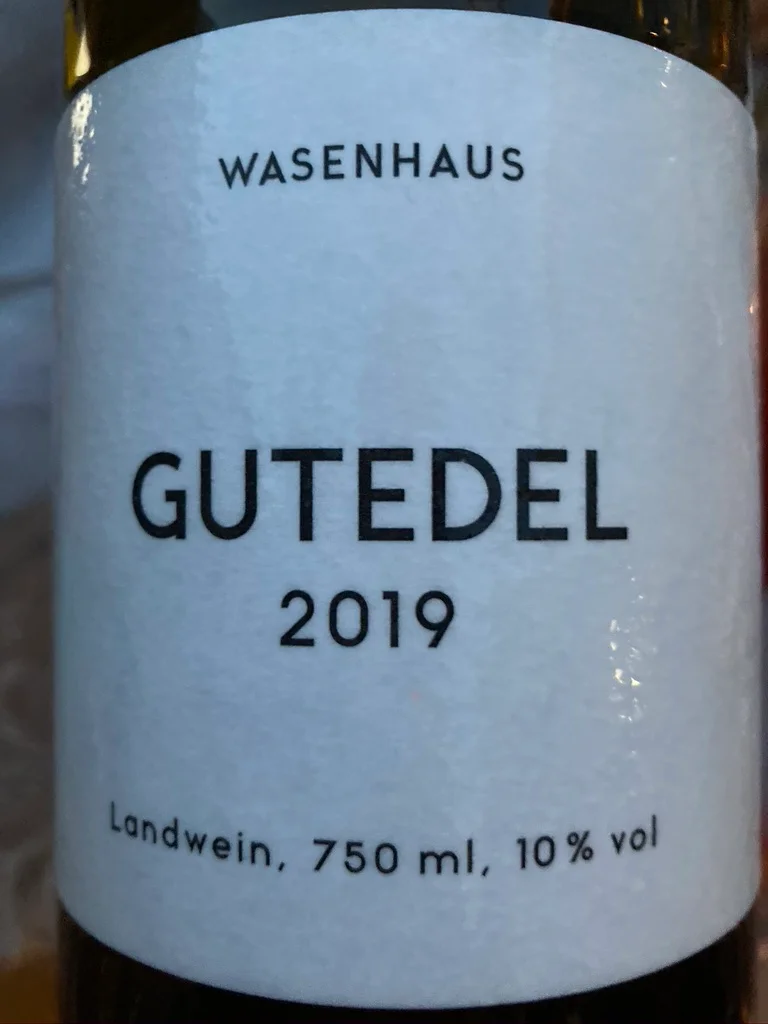 WASENHAUS
GUTEDEL
2019
Landwein, 750 ml, 10% vol